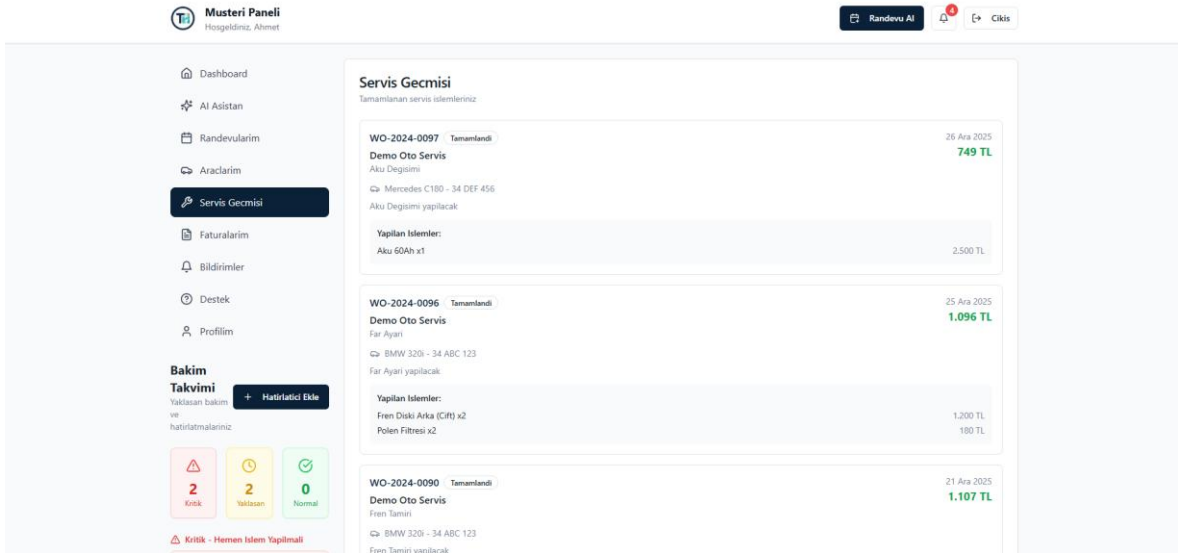 Musteri Paneli
Hosgeldiniz, Ahmet
Randevu Al
4
Cikis
Dashboard
AI Asistan
Randevularim
Araclarim
Servis Gecmisi
Faturalarim
Bildirimler
Destek
Profilim
Bakim
Takvimi
Yaklasan bakim
ve
hatirlatmalariniz
+ Hatirlatici Ekle
2
Kritik
2
Yaklasan
0
Normal
Kritik - Hemen Islem Yapilmali
Servis Gecmisi
Tamamlanan servis islemleriniz
WO-2024-0097 Tamamlandi
26 Ara 2025
Demo Oto Servis
749 TL
Aku Degisimi
Mercedes C180 - 34 DEF 456
Aku Degisimi yapilacak
Yapilan Islemler:
Aku 60Ah x1 2.500 TL
WO-2024-0096 Tamamlandi
25 Ara 2025
Demo Oto Servis
1.096 TL
Far Ayari
BMW 320i - 34 ABC 123
Far Ayari yapilacak
Yapilan Islemler:
Fren Diski Arka (Cift) x2 1.200 TL
Polen Filtresi x2 180 TL
WO-2024-0090 Tamamlandi
21 Ara 2025
Demo Oto Servis
1.107 TL
Fren Tamiri
BMW 320i - 34 ABC 123
Fren Tamiri yapilacak